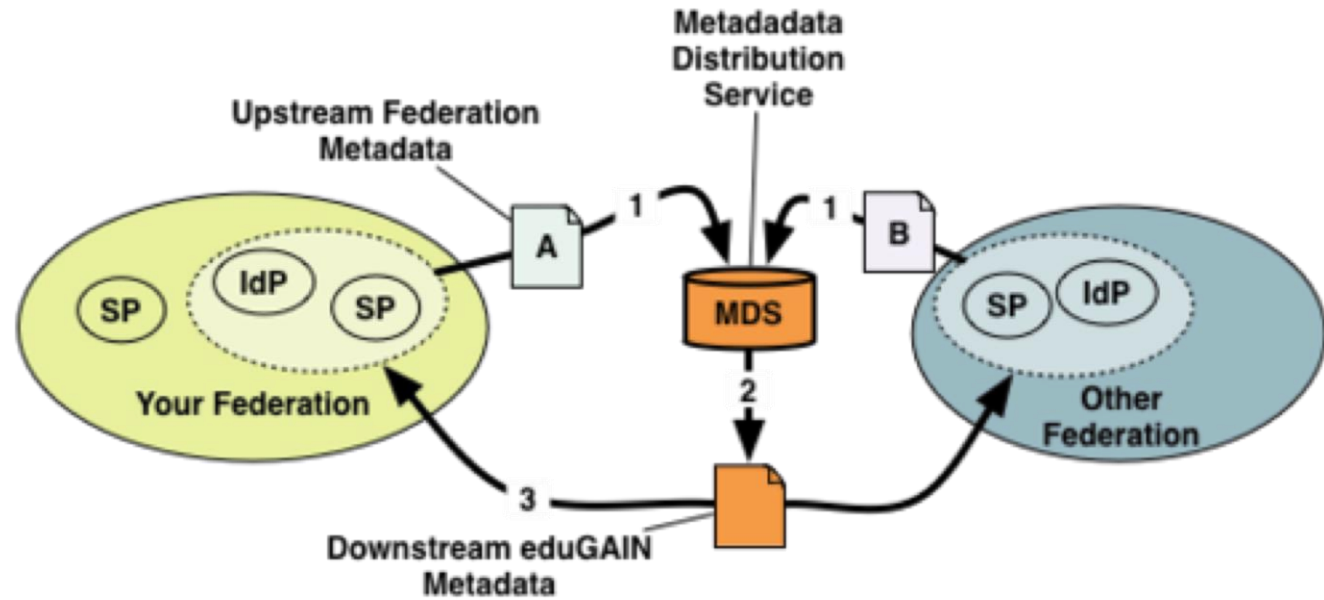 Metadadata
Distribution
Service
Upstream Federation
Metadata
A
1
1
B
IdP
SP
SP
MDS
SP
IdP
Your Federation
2
Other
Federation
3
Downstream eduGAIN
Metadata